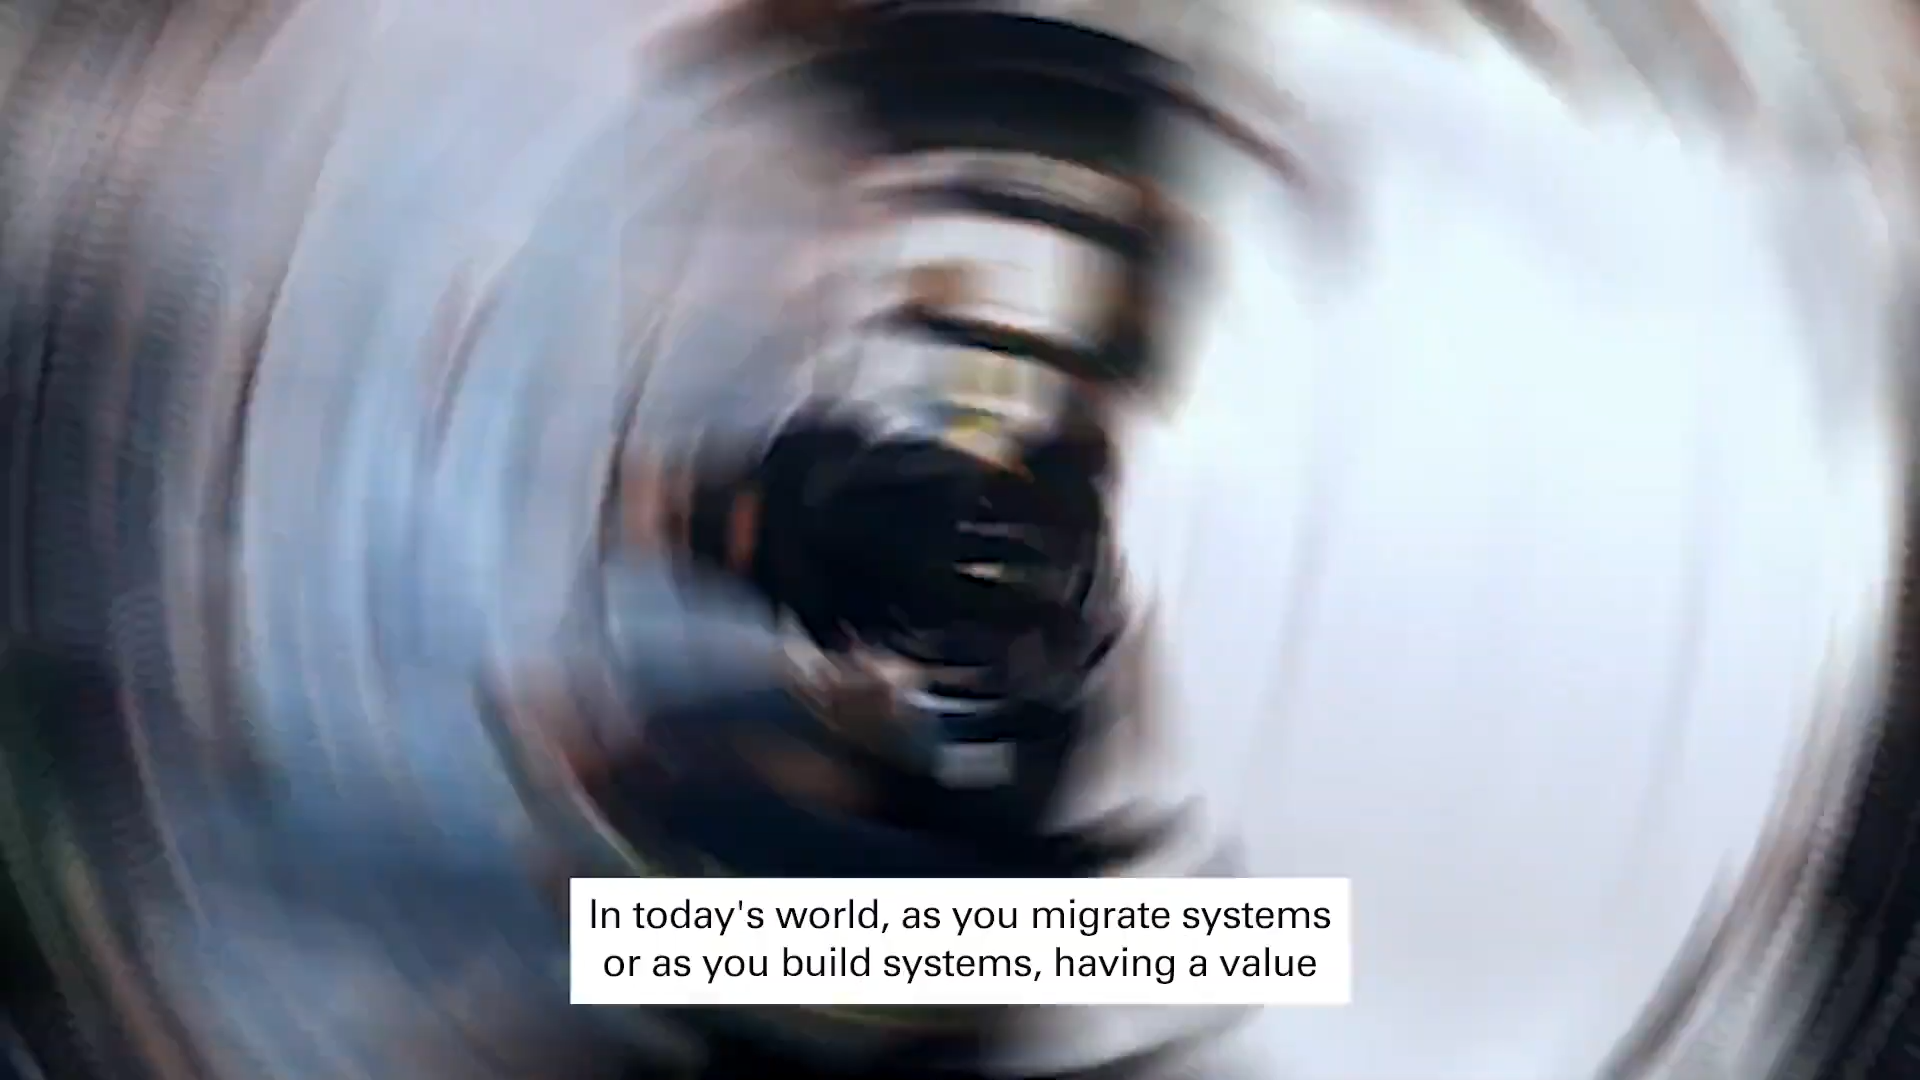 In today's world, as you migrate systems
or as you build systems, having a value